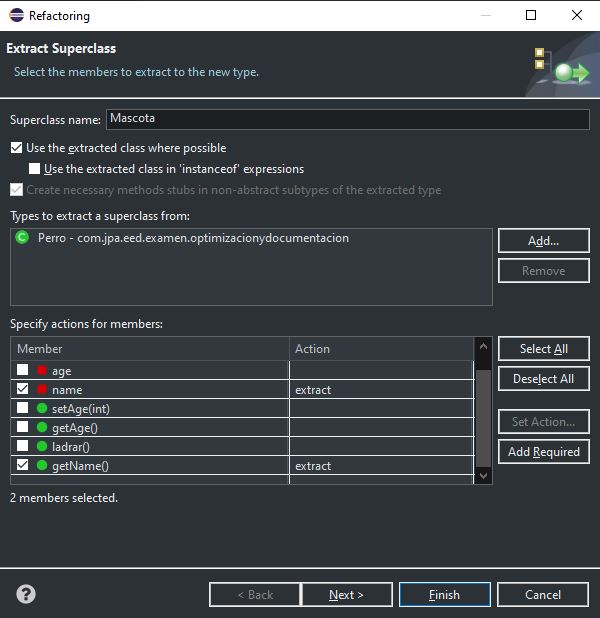 Refactoring
Extract Superclass
Select the members to extract to the new type.
Superclass name: Mascota
Use the extracted class where possible
Use the extracted class in 'instanceof' expressions
Create necessary methods stubs in non-abstract subtypes of the extracted type
Types to extract a superclass from:
C Perro - com.jpa.eed.examen.optimizacionydocumentacion
Add...
Remove
Specify actions for members:
Member Action
age
name extract
setAge(int)
getAge()
ladrar()
getName() extract
Select All
Deselect All
Set Action...
Add Required
2 members selected.
? < Back Next > Finish Cancel